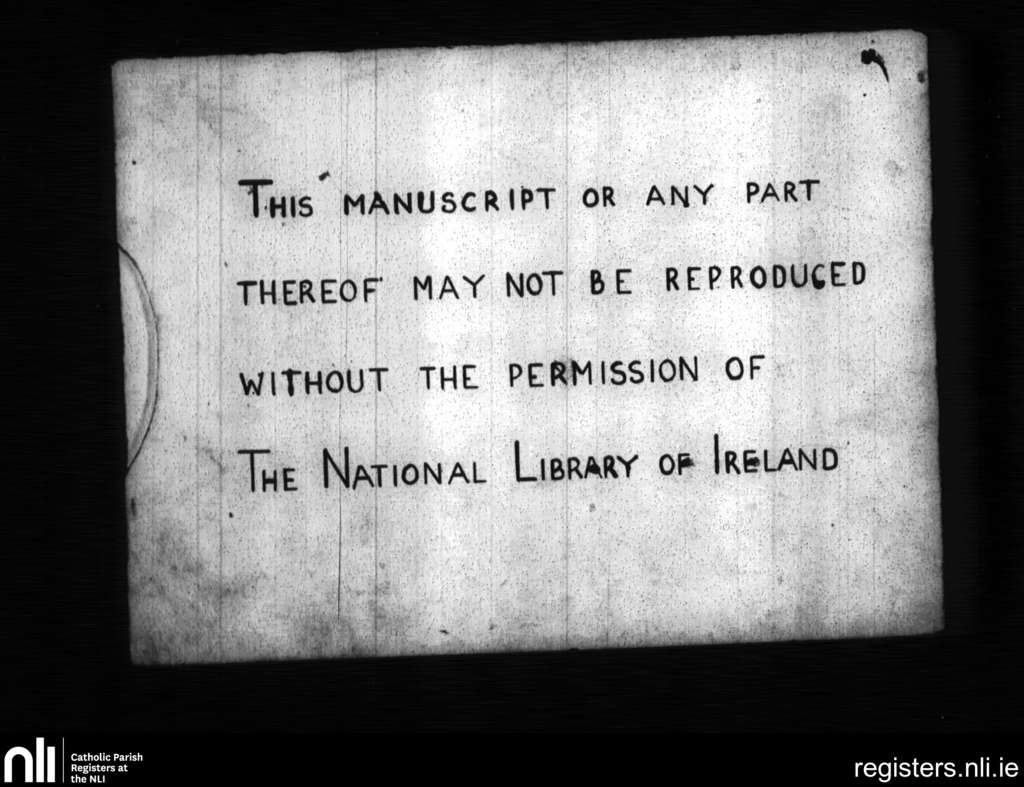 THIS MANUSCRIPT OR ANY PART
THEREOF MAY NOT BE REPRODUCED
WITHOUT THE PERMISSION OF
THE NATIONAL LIBRARY OF IRELAND
nli
Catholic Parish
Registers at
the NLI
registers.nli.ie